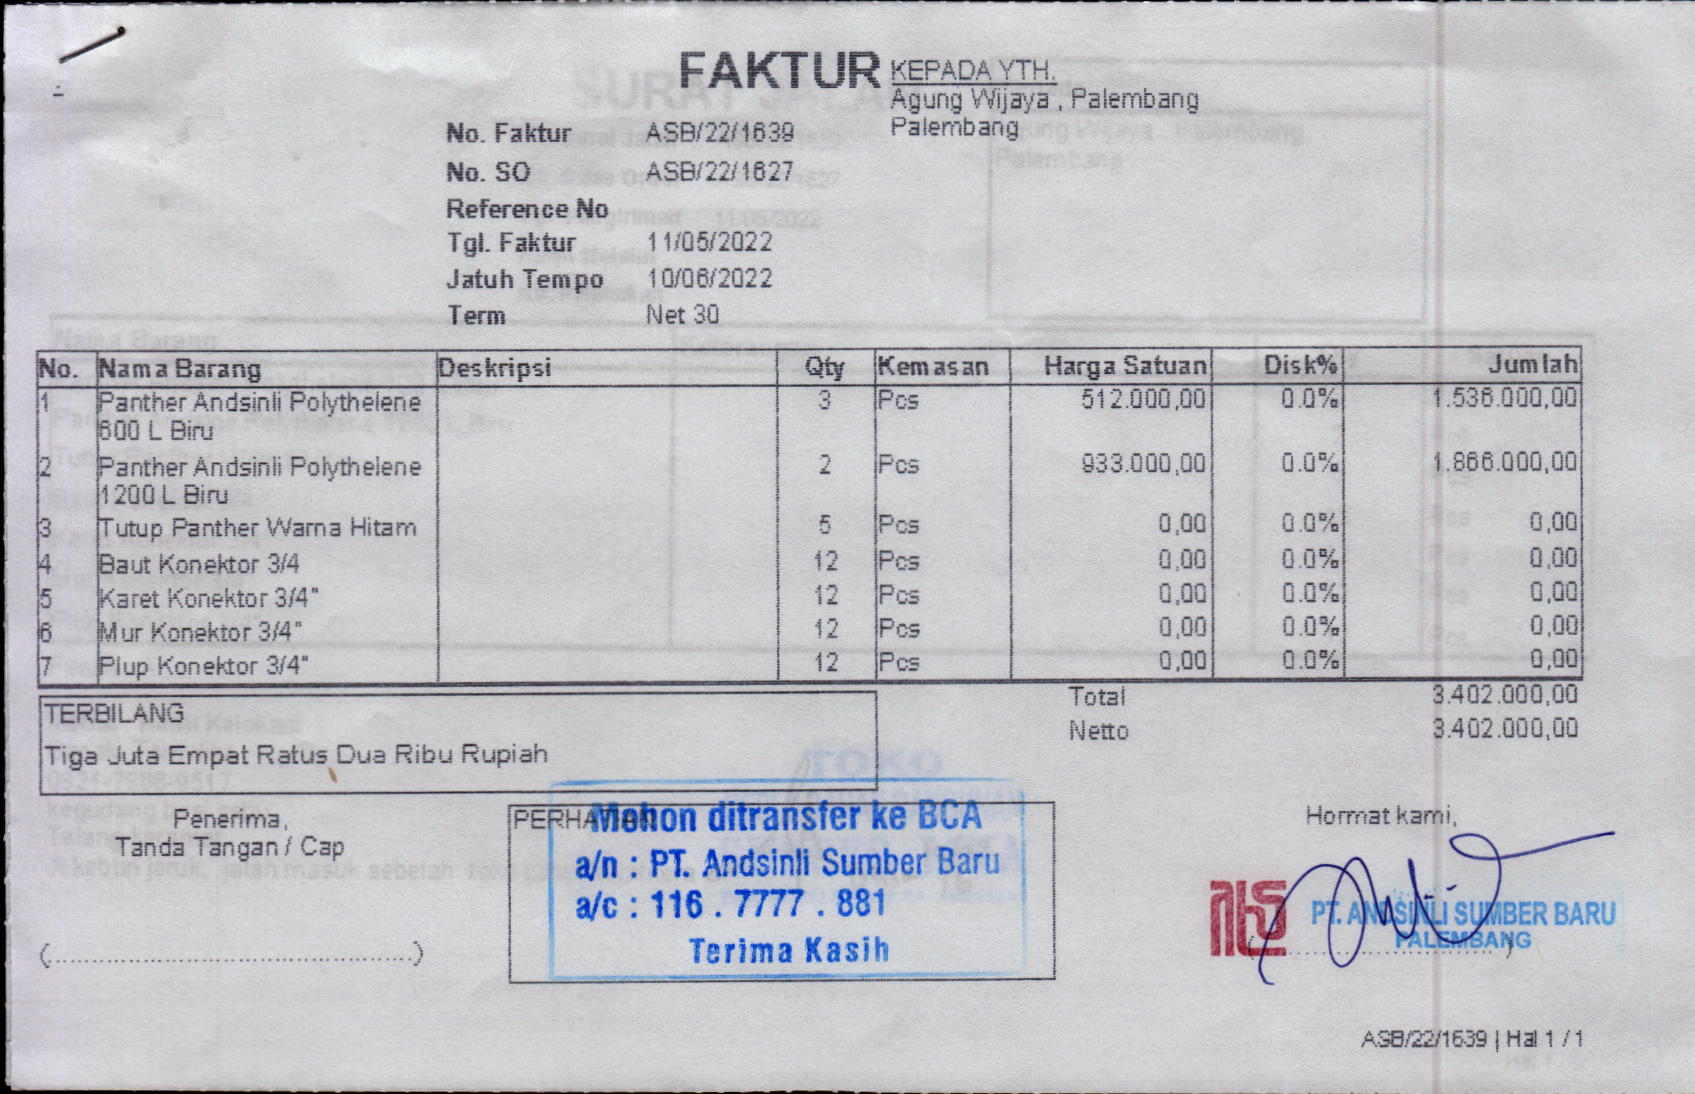 FAKTUR
KEPADA YTH.
Agung Wijaya , Palembang
Palembang
No. Faktur ASB/22/1639
No. SO ASB/22/1627
Reference No
Tgl. Faktur 11/05/2022
Jatuh Tempo 10/06/2022
Term Net 30
No. Nama Barang Deskripsi Qty Kemasan Harga Satuan Disk% Jumlah
1 Panther Andsinli Polythelene 3 Pcs 512.000,00 0.0% 1.536.000,00
600 L Biru
2 Panther Andsinli Polythelene 2 Pcs 933.000,00 0.0% 1.866.000,00
1200 L Biru
3 Tutup Panther Warna Hitam 5 Pcs 0,00 0.0% 0,00
4 Baut Konektor 3/4 12 Pcs 0,00 0.0% 0,00
5 Karet Konektor 3/4" 12 Pcs 0,00 0.0% 0,00
6 Mur Konektor 3/4" 12 Pcs 0,00 0.0% 0,00
7 Plup Konektor 3/4" 12 Pcs 0,00 0.0% 0,00
Total 3.402.000,00
Netto 3.402.000,00
TERBILANG
Tiga Juta Empat Ratus Dua Ribu Rupiah
Penerima,
Tanda Tangan / Cap
(..........................................)
PERHATIAN
Mohon ditransfer ke BCA
a/n : PT. Andsinli Sumber Baru
a/c : 116 . 7777 . 881
Terima Kasih
Hormat kami,
PT. ANDSINLI SUMBER BARU
PALEMBANG
ASB/22/1639 | Hal 1 / 1